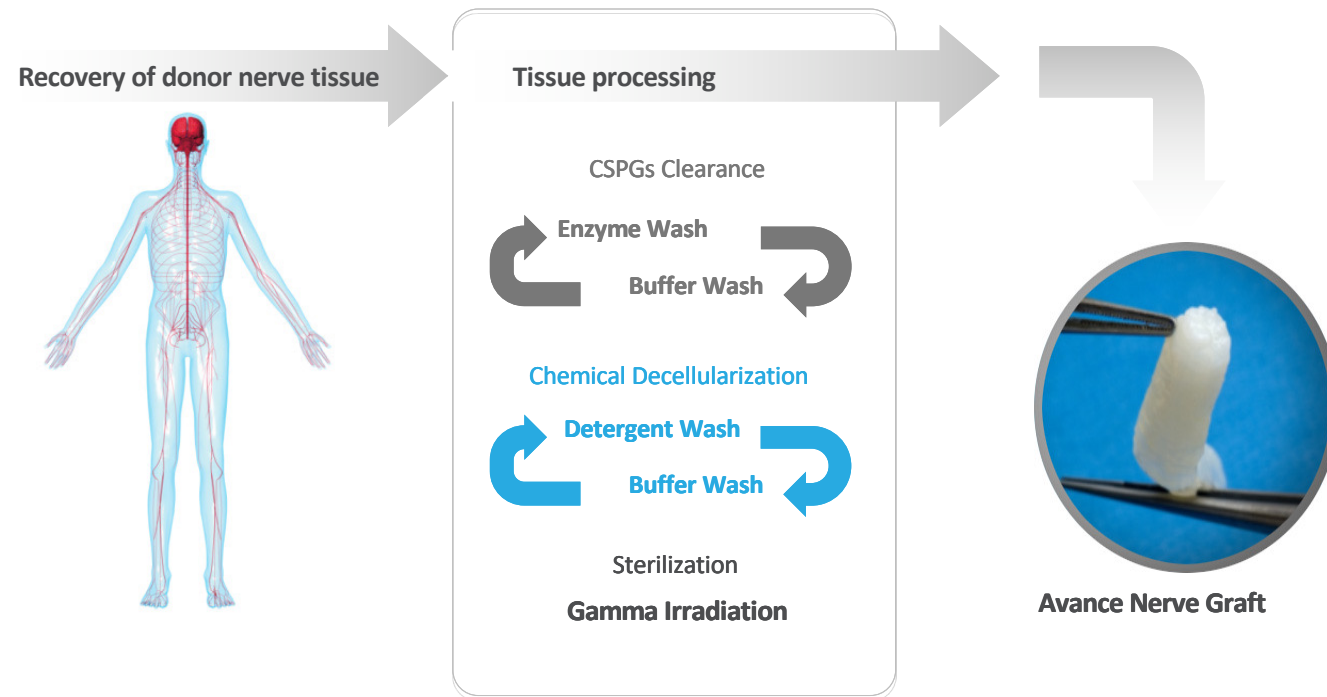 Recovery of donor nerve tissue
Tissue processing
CSPGs Clearance
Enzyme Wash
Buffer Wash
Chemical Decellularization
Detergent Wash
Buffer Wash
Sterilization
Gamma Irradiation
Avance Nerve Graft